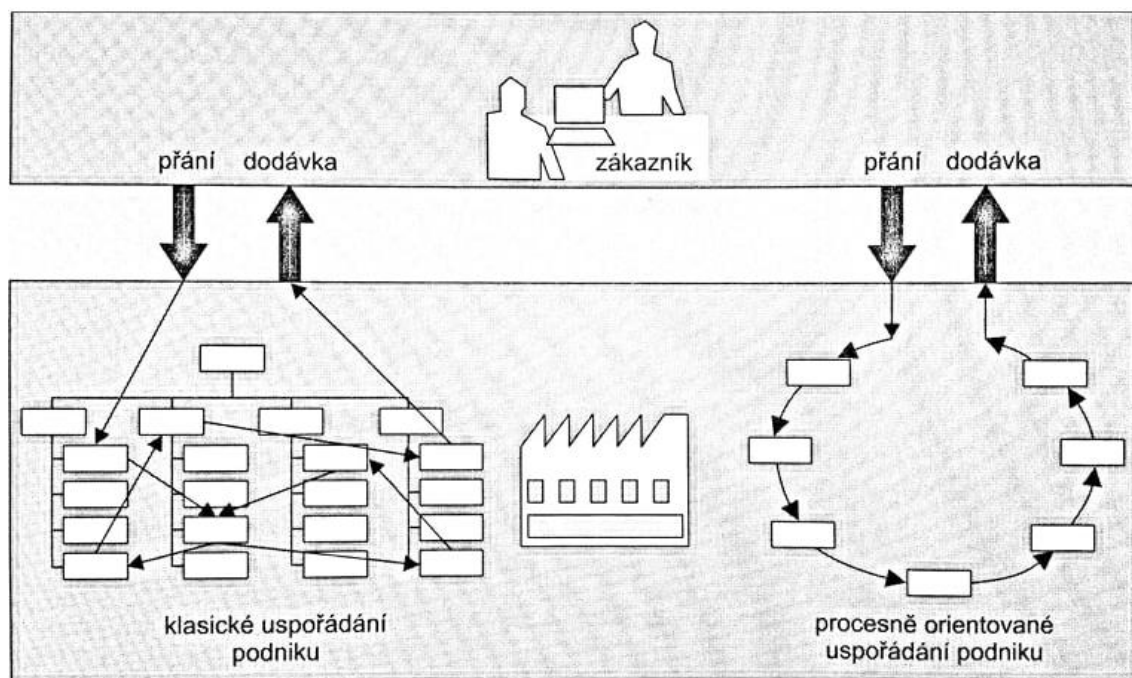 přání dodávka
zákazník
přání dodávka
klasické uspořádání
podniku
procesně orientované
uspořádání podniku